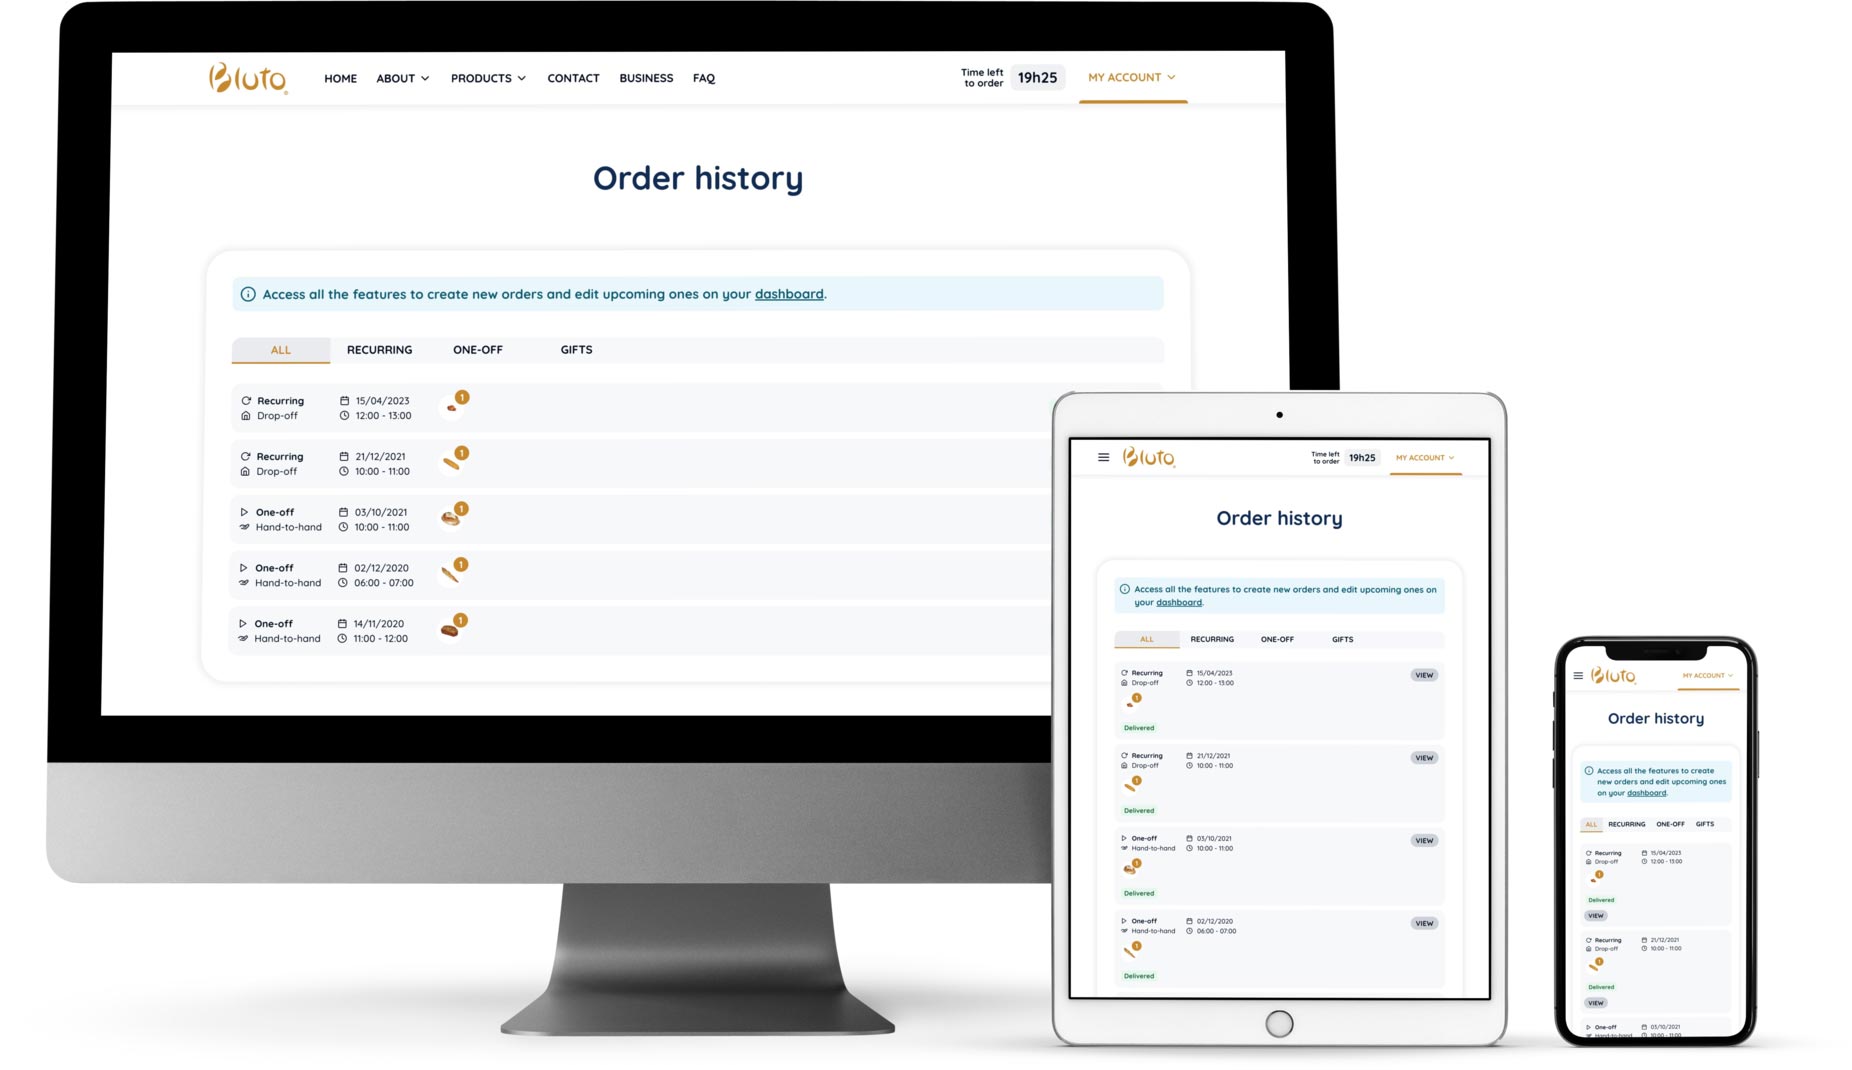 Bluto
HOME ABOUT PRODUCTS CONTACT BUSINESS FAQ
Time left
to order
19h25
MY ACCOUNT
Order history
Access all the features to create new orders and edit upcoming ones on your dashboard.
ALL RECURRING ONE-OFF GIFTS
Recurring 15/04/2023 1
Drop-off 12:00 - 13:00
Recurring 21/12/2021 1
Drop-off 10:00 - 11:00
One-off 03/10/2021 1
Hand-to-hand 10:00 - 11:00
One-off 02/12/2020 1
Hand-to-hand 06:00 - 07:00
One-off 14/11/2020 1
Hand-to-hand 11:00 - 12:00
Bluto
Time left
to order
19h25
MY ACCOUNT
Order history
Access all the features to create new orders and edit upcoming ones on
your dashboard.
ALL RECURRING ONE-OFF GIFTS
Recurring 15/04/2023 VIEW
Drop-off 12:00 - 13:00
1
Delivered
Recurring 21/12/2021 VIEW
Drop-off 10:00 - 11:00
1
Delivered
One-off 03/10/2021 VIEW
Hand-to-hand 10:00 - 11:00
1
Delivered
One-off 02/12/2020 VIEW
Hand-to-hand 06:00 - 07:00
1
Delivered
Bluto
MY ACCOUNT
Order history
Access all the features to create
new orders and edit upcoming ones
on your dashboard.
ALL RECURRING ONE-OFF GIFTS
Recurring 15/04/2023
Drop-off 12:00 - 13:00
1
Delivered
VIEW
Recurring 21/12/2021
Drop-off 10:00 - 11:00
1
Delivered
VIEW
One-off 03/10/2021
Hand-to-hand 10:00 - 11:00